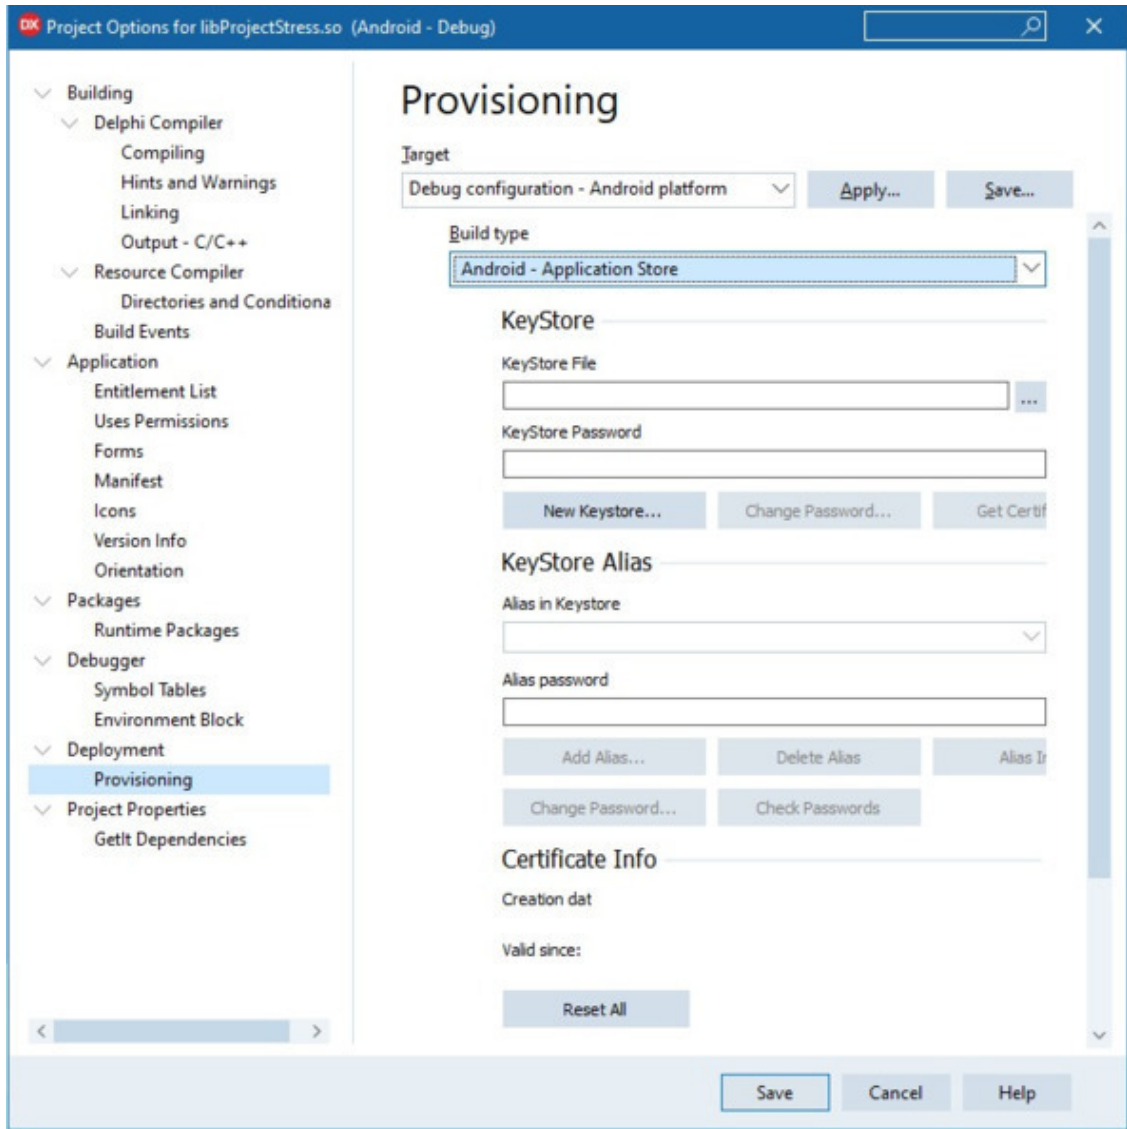 DX Project Options for libProjectStress.so (Android - Debug)
Building
Delphi Compiler
Compiling
Hints and Warnings
Linking
Output - C/C++
Resource Compiler
Directories and Conditiona
Build Events
Application
Entitlement List
Uses Permissions
Forms
Manifest
Icons
Version Info
Orientation
Packages
Runtime Packages
Debugger
Symbol Tables
Environment Block
Deployment
Provisioning
Project Properties
GetIt Dependencies
Provisioning
Target
Debug configuration - Android platform
Apply...
Save...
Build type
Android - Application Store
KeyStore
KeyStore File
...
KeyStore Password
New Keystore...
Change Password...
Get Certif
KeyStore Alias
Alias in Keystore
Alias password
Add Alias...
Delete Alias
Alias Ir
Change Password...
Check Passwords
Certificate Info
Creation dat
Valid since:
Reset All
Save
Cancel
Help